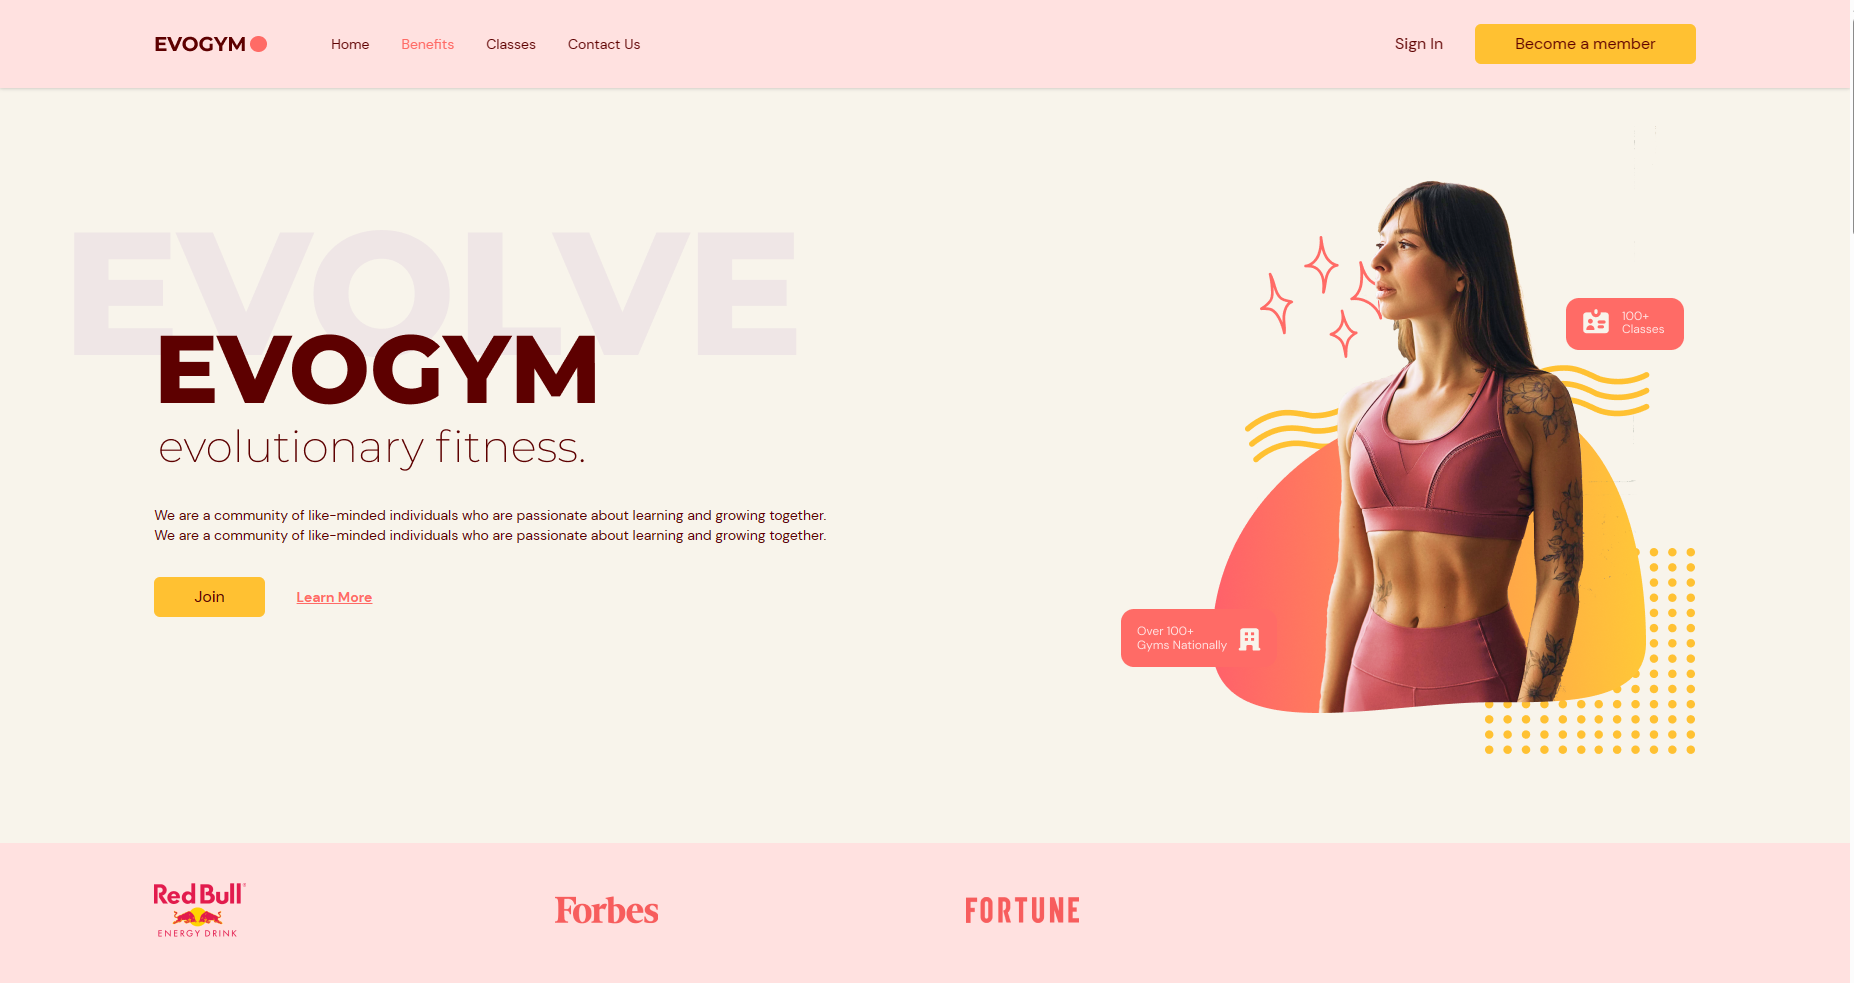 EVOGYM
Home
Benefits
Classes
Contact Us
Sign In
Become a member
EVOLVE
EVOGYM
evolutionary fitness.
We are a community of like-minded individuals who are passionate about learning and growing together.
We are a community of like-minded individuals who are passionate about learning and growing together.
Join
Learn More
100+
Classes
Over 100+
Gyms Nationally
Red Bull
ENERGY DRINK
Forbes
FORTUNE